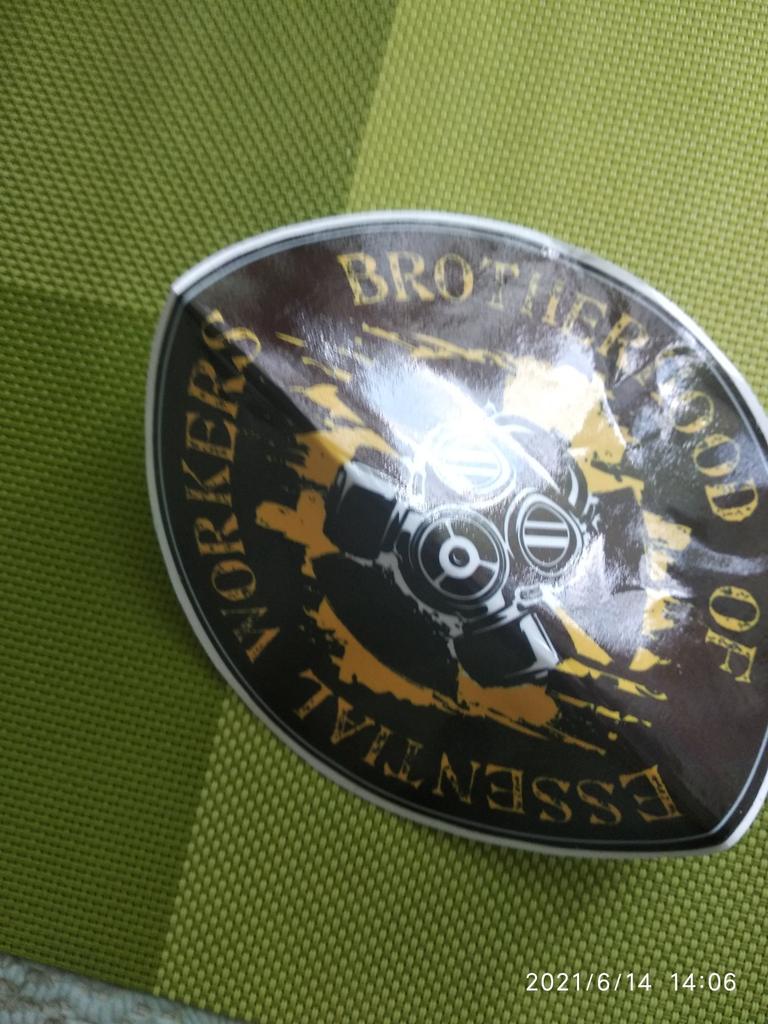 BROTHERHOOD OF
ESSENTIAL WORKERS
2021/6/14 14:06